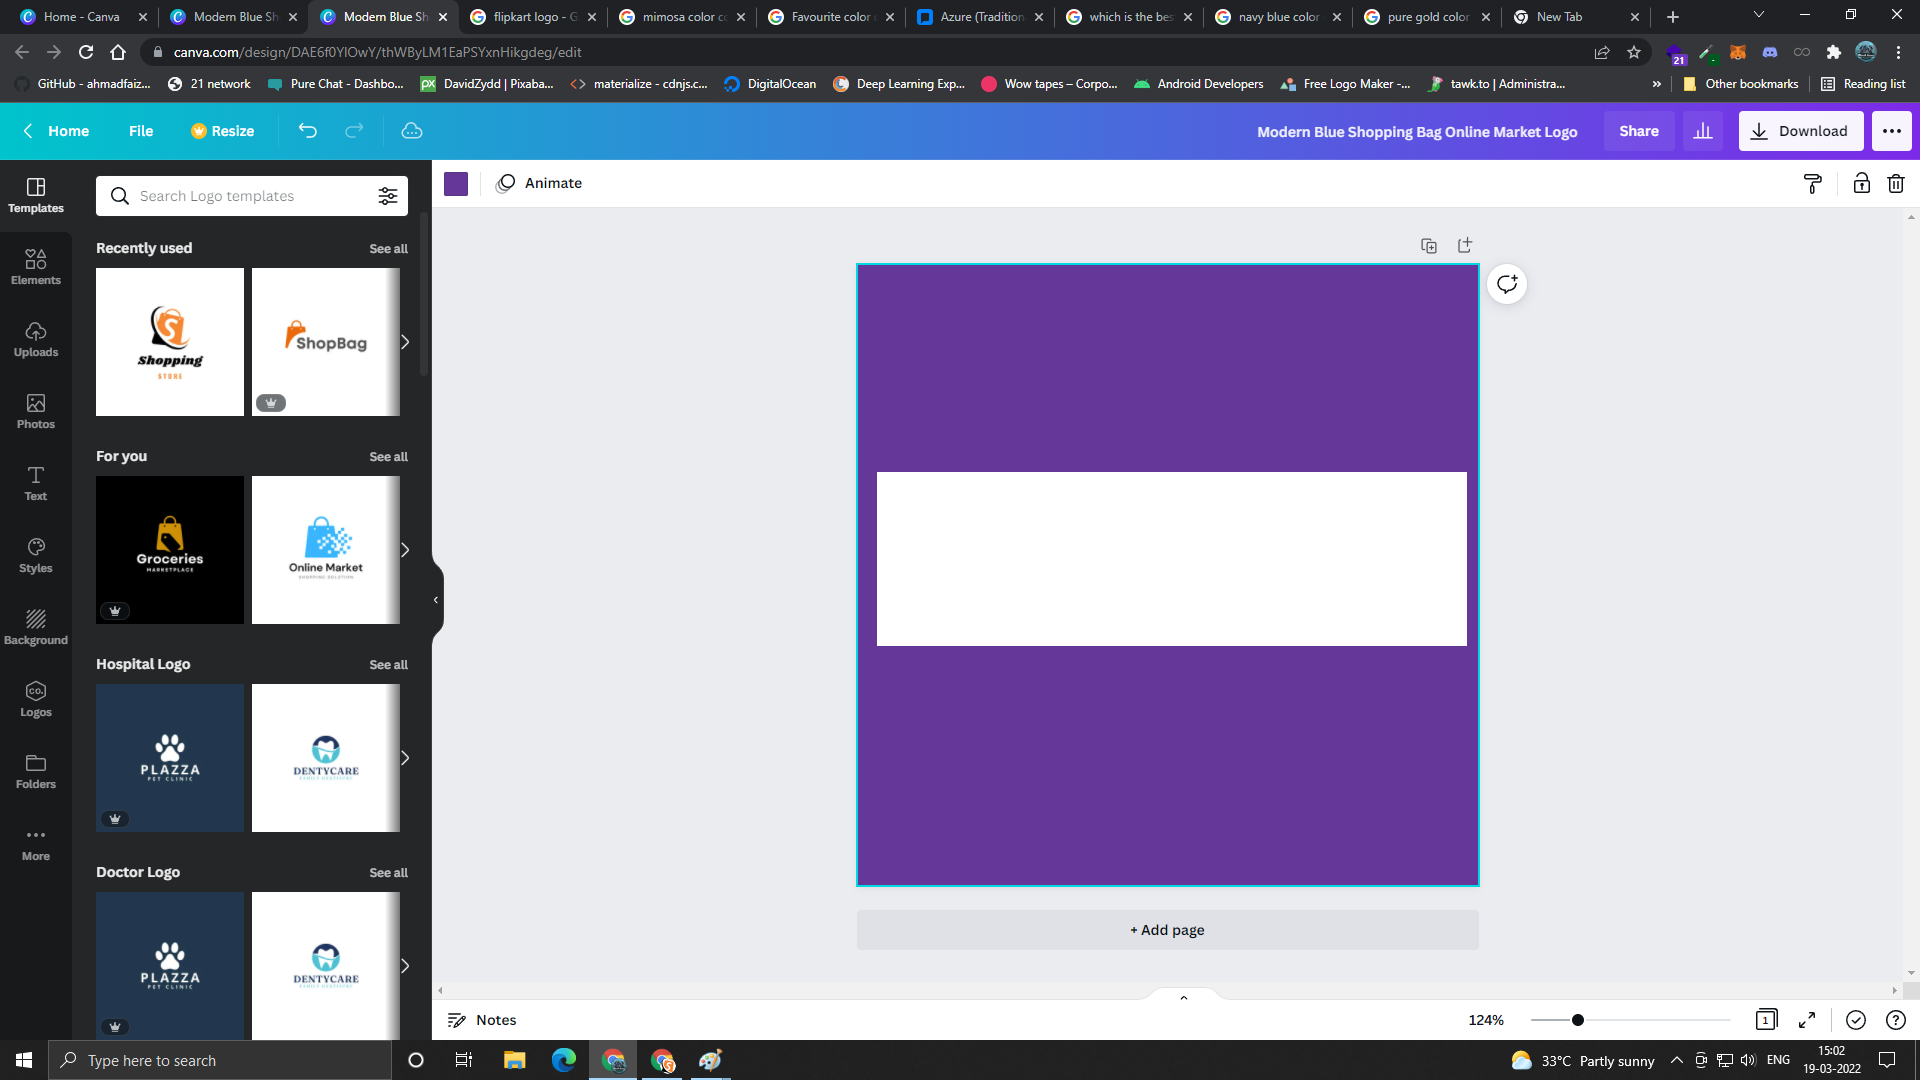 Home - Canva
Modern Blue Sh
Modern Blue Sh
flipkart logo - G
mimosa color co
Favourite color
Azure (Tradition
which is the bes
navy blue color
pure gold color
New Tab
canva.com/design/DAE6f0YlOwY/thWByLM1EaPSYxnHikgdeg/edit
21
GitHub - ahmadfaiz...
21 network
Pure Chat - Dashbo...
DavidZydd | Pixaba...
materialize - cdnjs.c...
DigitalOcean
Deep Learning Exp...
Wow tapes – Corpo...
Android Developers
Free Logo Maker -...
tawk.to | Administra...
Other bookmarks
Reading list
Home
File
Resize
Modern Blue Shopping Bag Online Market Logo
Share
Download
Templates
Elements
Uploads
Photos
Text
Styles
Background
Logos
Folders
More
Search Logo templates
Animate
Recently used
See all
Shopping
STORE
ShopBag
For you
See all
Groceries
MARKETPLACE
Online Market
SHOPPING SOLUTION
Hospital Logo
See all
PLAZZA
PET CLINIC
DENTYCARE
FAMILY DENTISTRY
Doctor Logo
See all
PLAZZA
PET CLINIC
DENTYCARE
FAMILY DENTISTRY
+ Add page
Notes
124%
1
Type here to search
33°C Partly sunny
ENG
15:02
19-03-2022